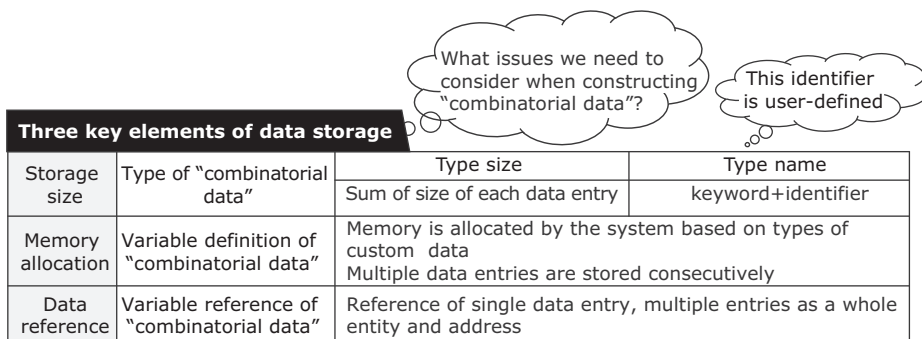 What issues we need to
consider when constructing
“combinatorial data”?
This identifier
is user-defined
Three key elements of data storage
Storage
size
Type of “combinatorial
data”
Type size
Type name
Sum of size of each data entry
keyword+identifier
Memory
allocation
Variable definition of
“combinatorial data”
Memory is allocated by the system based on types of
custom data
Multiple data entries are stored consecutively
Data
reference
Variable reference of
“combinatorial data”
Reference of single data entry, multiple entries as a whole
entity and address